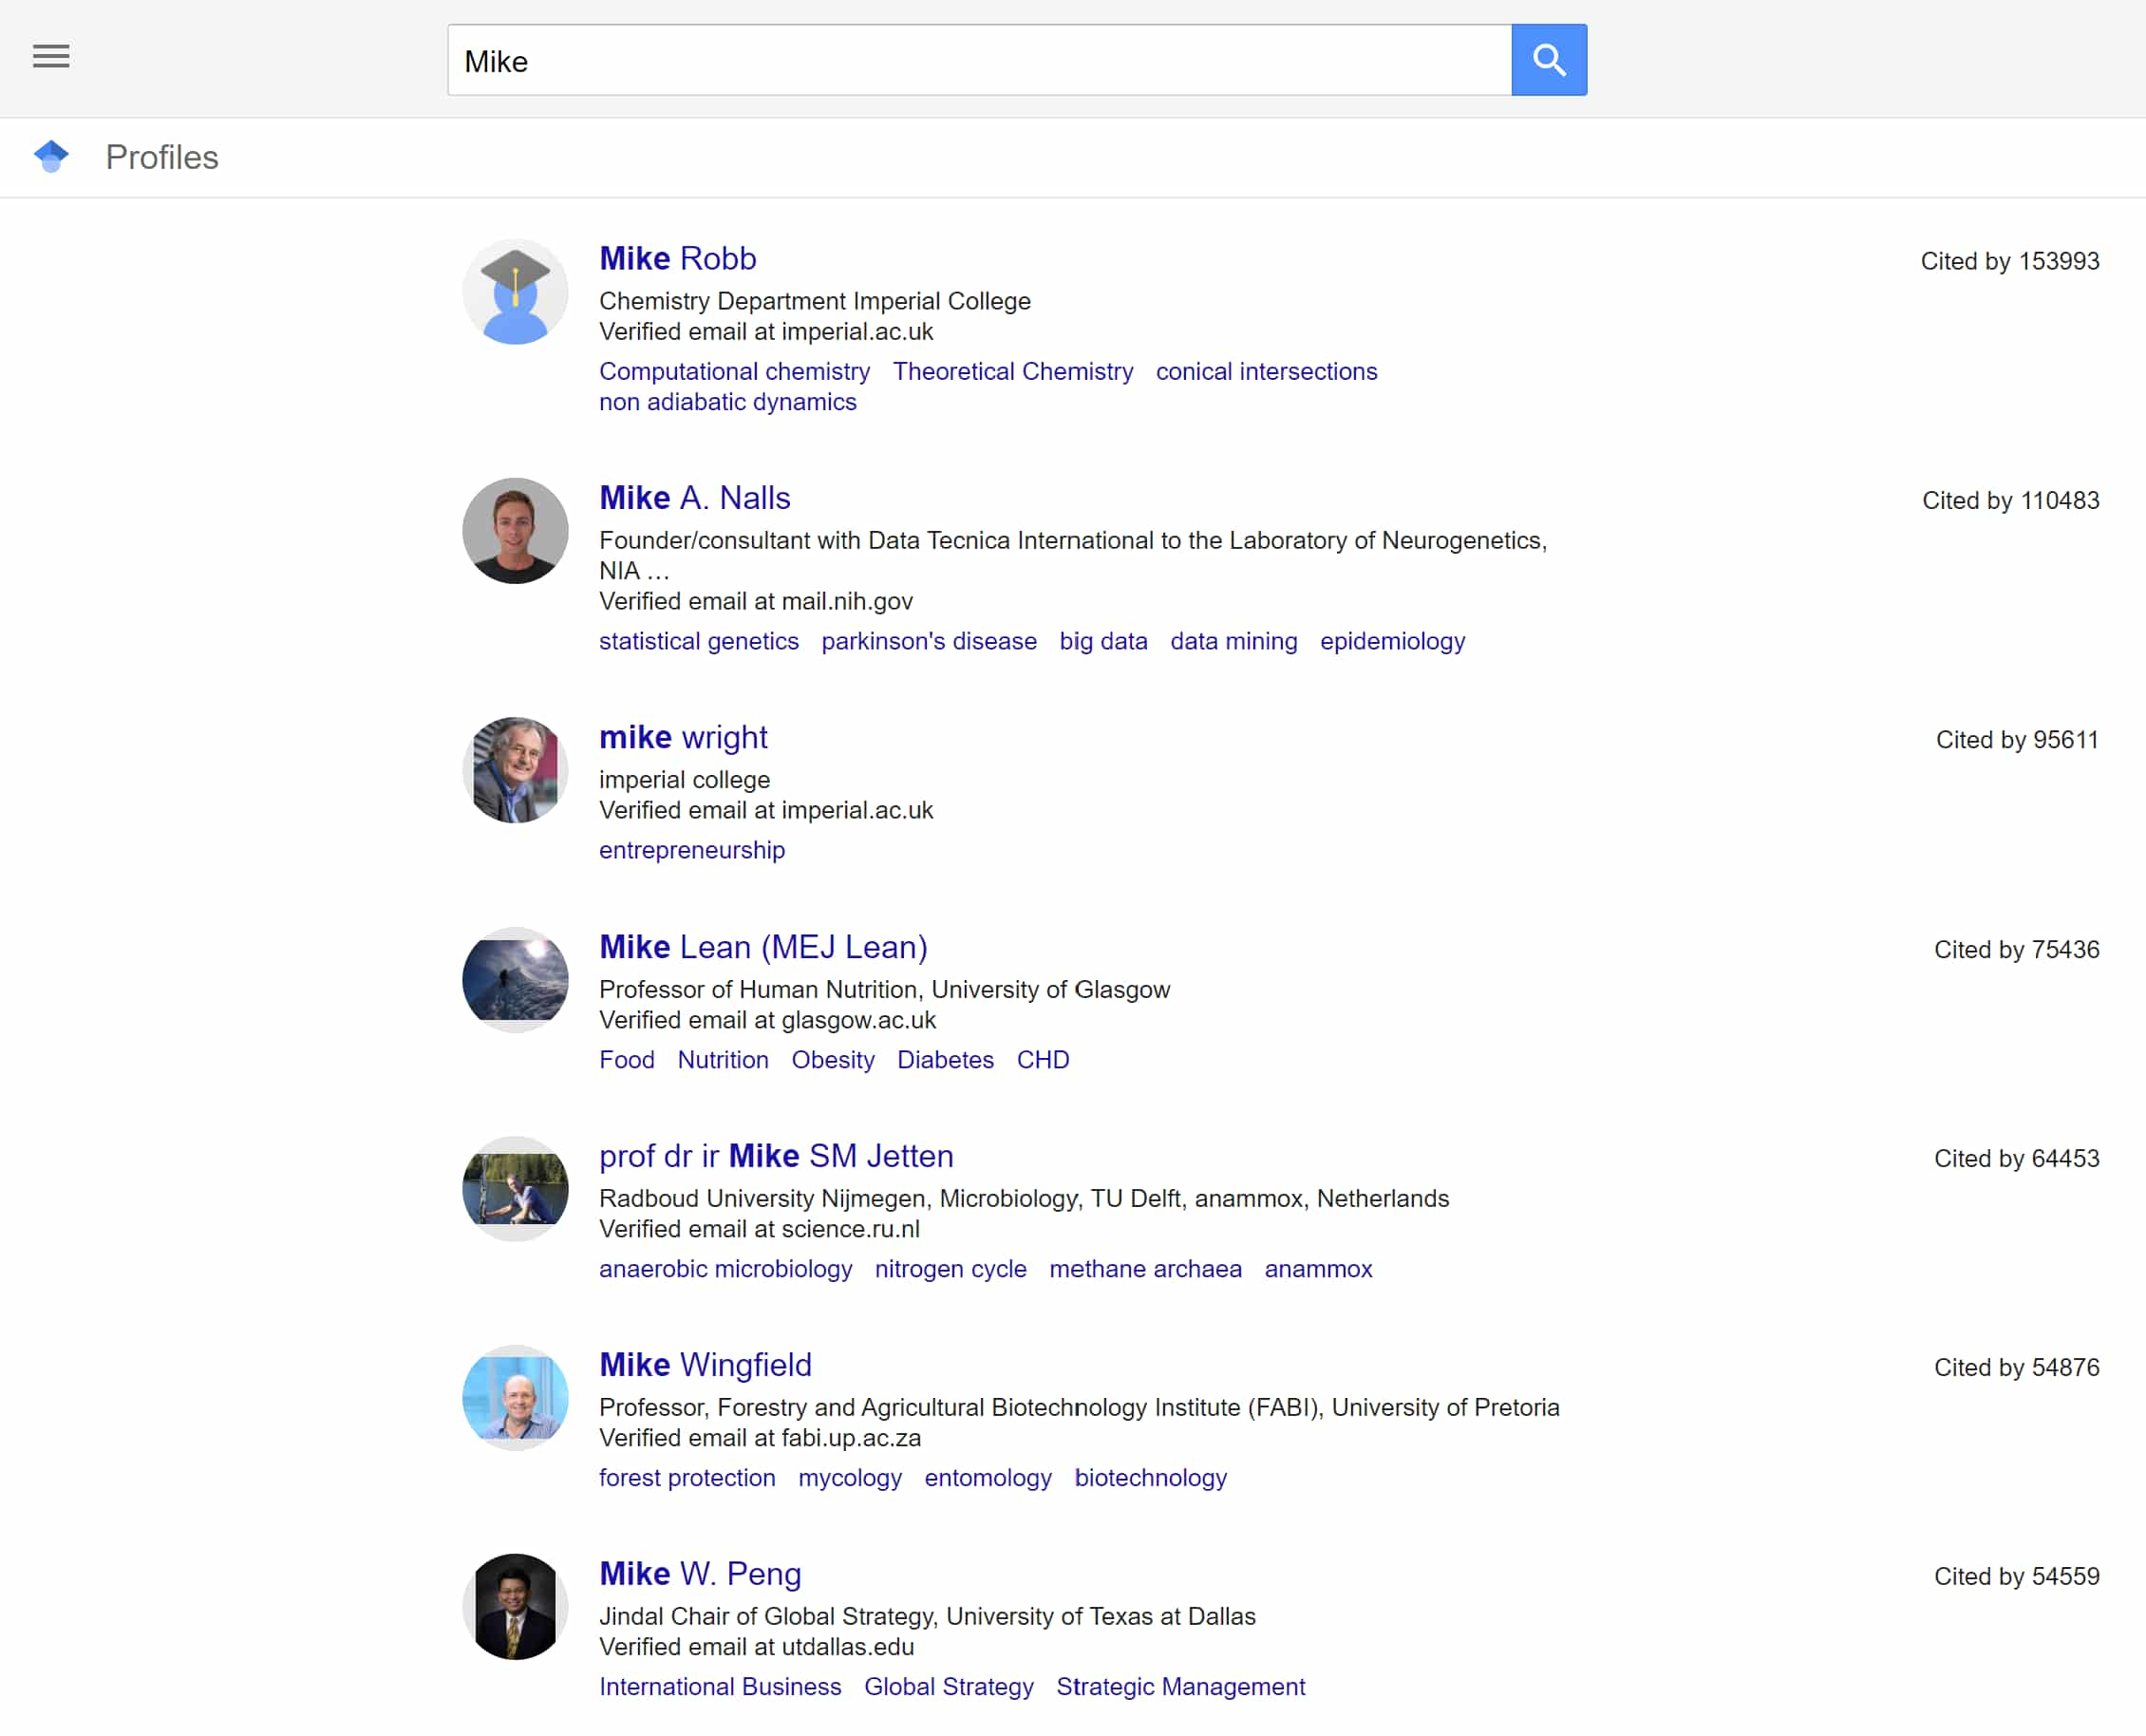 Mike
Profiles
Mike Robb
Cited by 153993
Chemistry Department Imperial College
Verified email at imperial.ac.uk
Computational chemistry Theoretical Chemistry conical intersections
non adiabatic dynamics
Mike A. Nalls
Cited by 110483
Founder/consultant with Data Tecnica International to the Laboratory of Neurogenetics,
NIA …
Verified email at mail.nih.gov
statistical genetics parkinson's disease big data data mining epidemiology
mike wright
Cited by 95611
imperial college
Verified email at imperial.ac.uk
entrepreneurship
Mike Lean (MEJ Lean)
Cited by 75436
Professor of Human Nutrition, University of Glasgow
Verified email at glasgow.ac.uk
Food Nutrition Obesity Diabetes CHD
prof dr ir Mike SM Jetten
Cited by 64453
Radboud University Nijmegen, Microbiology, TU Delft, anammox, Netherlands
Verified email at science.ru.nl
anaerobic microbiology nitrogen cycle methane archaea anammox
Mike Wingfield
Cited by 54876
Professor, Forestry and Agricultural Biotechnology Institute (FABI), University of Pretoria
Verified email at fabi.up.ac.za
forest protection mycology entomology biotechnology
Mike W. Peng
Cited by 54559
Jindal Chair of Global Strategy, University of Texas at Dallas
Verified email at utdallas.edu
International Business Global Strategy Strategic Management